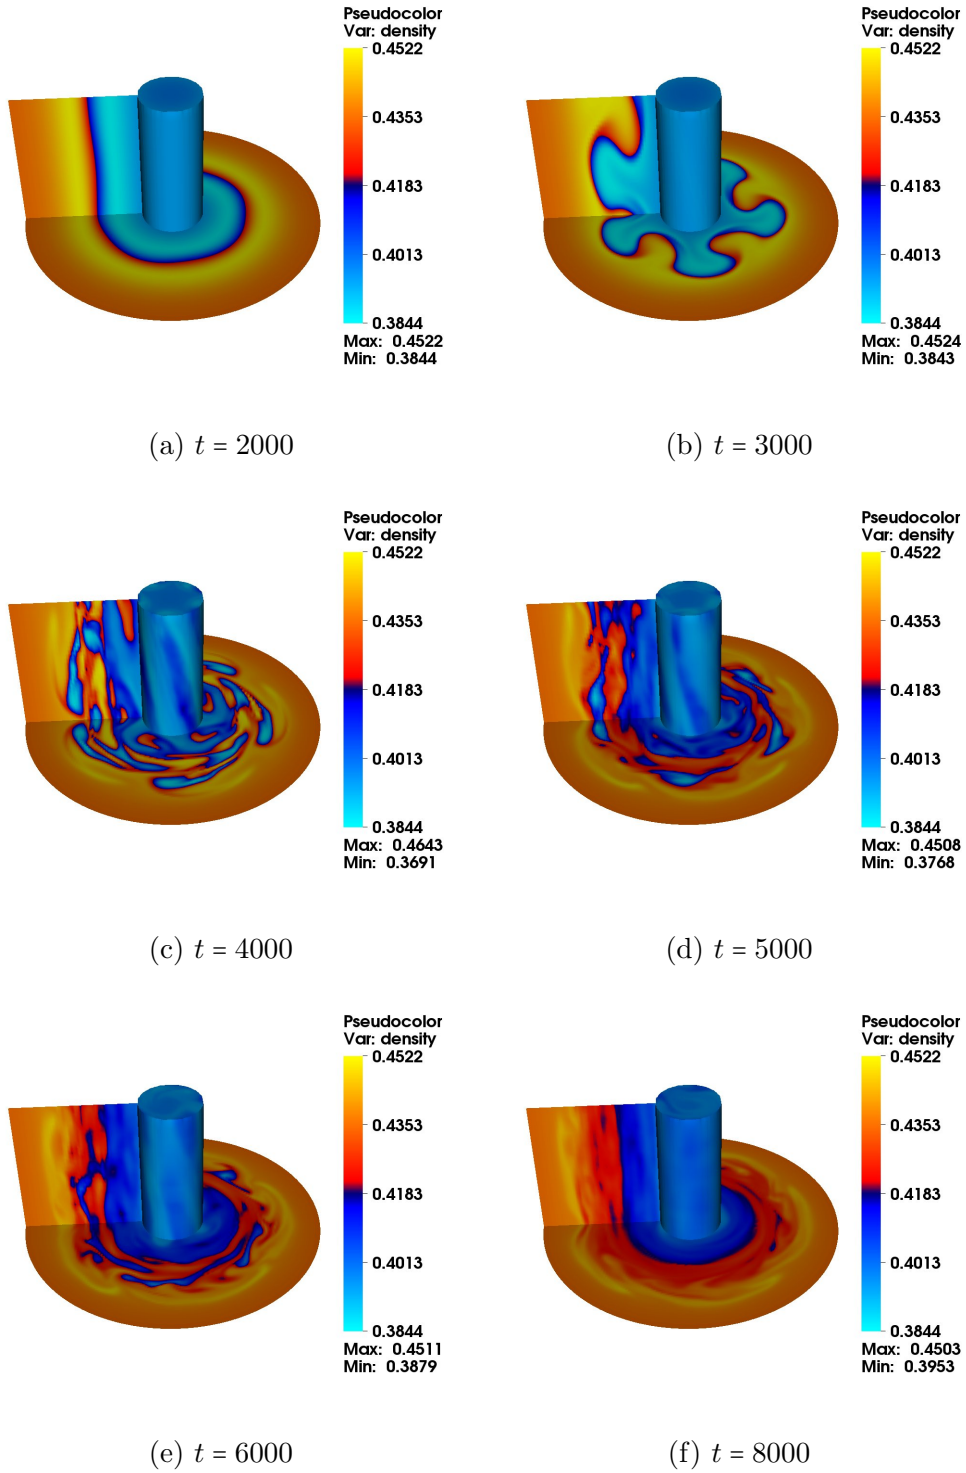 Pseudocolor
Var: density
0.4522
0.4353
0.4183
0.4013
0.3844
Max: 0.4522
Min: 0.3844
(a) t = 2000
Pseudocolor
Var: density
0.4522
0.4353
0.4183
0.4013
0.3844
Max: 0.4524
Min: 0.3843
(b) t = 3000
Pseudocolor
Var: density
0.4522
0.4353
0.4183
0.4013
0.3844
Max: 0.4643
Min: 0.3691
(c) t = 4000
Pseudocolor
Var: density
0.4522
0.4353
0.4183
0.4013
0.3844
Max: 0.4508
Min: 0.3768
(d) t = 5000
Pseudocolor
Var: density
0.4522
0.4353
0.4183
0.4013
0.3844
Max: 0.4511
Min: 0.3879
(e) t = 6000
Pseudocolor
Var: density
0.4522
0.4353
0.4183
0.4013
0.3844
Max: 0.4503
Min: 0.3953
(f) t = 8000